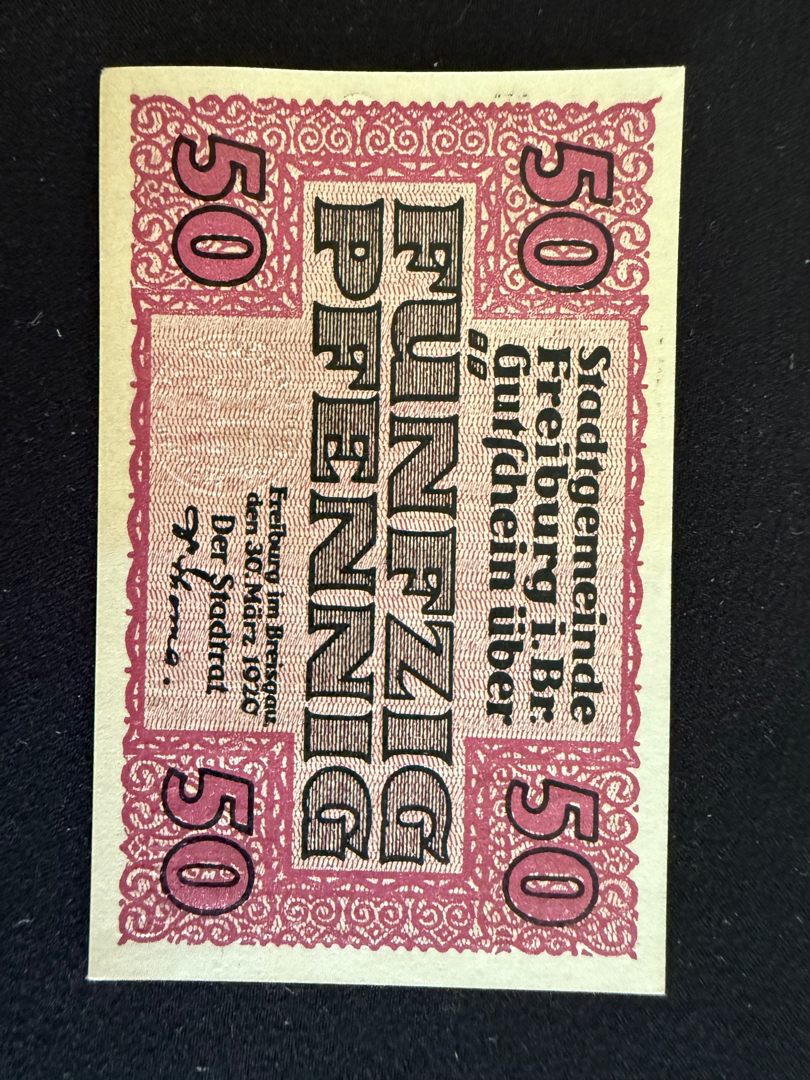 50 50
Stadtgemeinde
Freiburg i. Br.
Gutschein über
FÜNFZIG
PFENNIG
Freiburg im Breisgau,
den 30. März 1920
Der Stadtrat
50 50